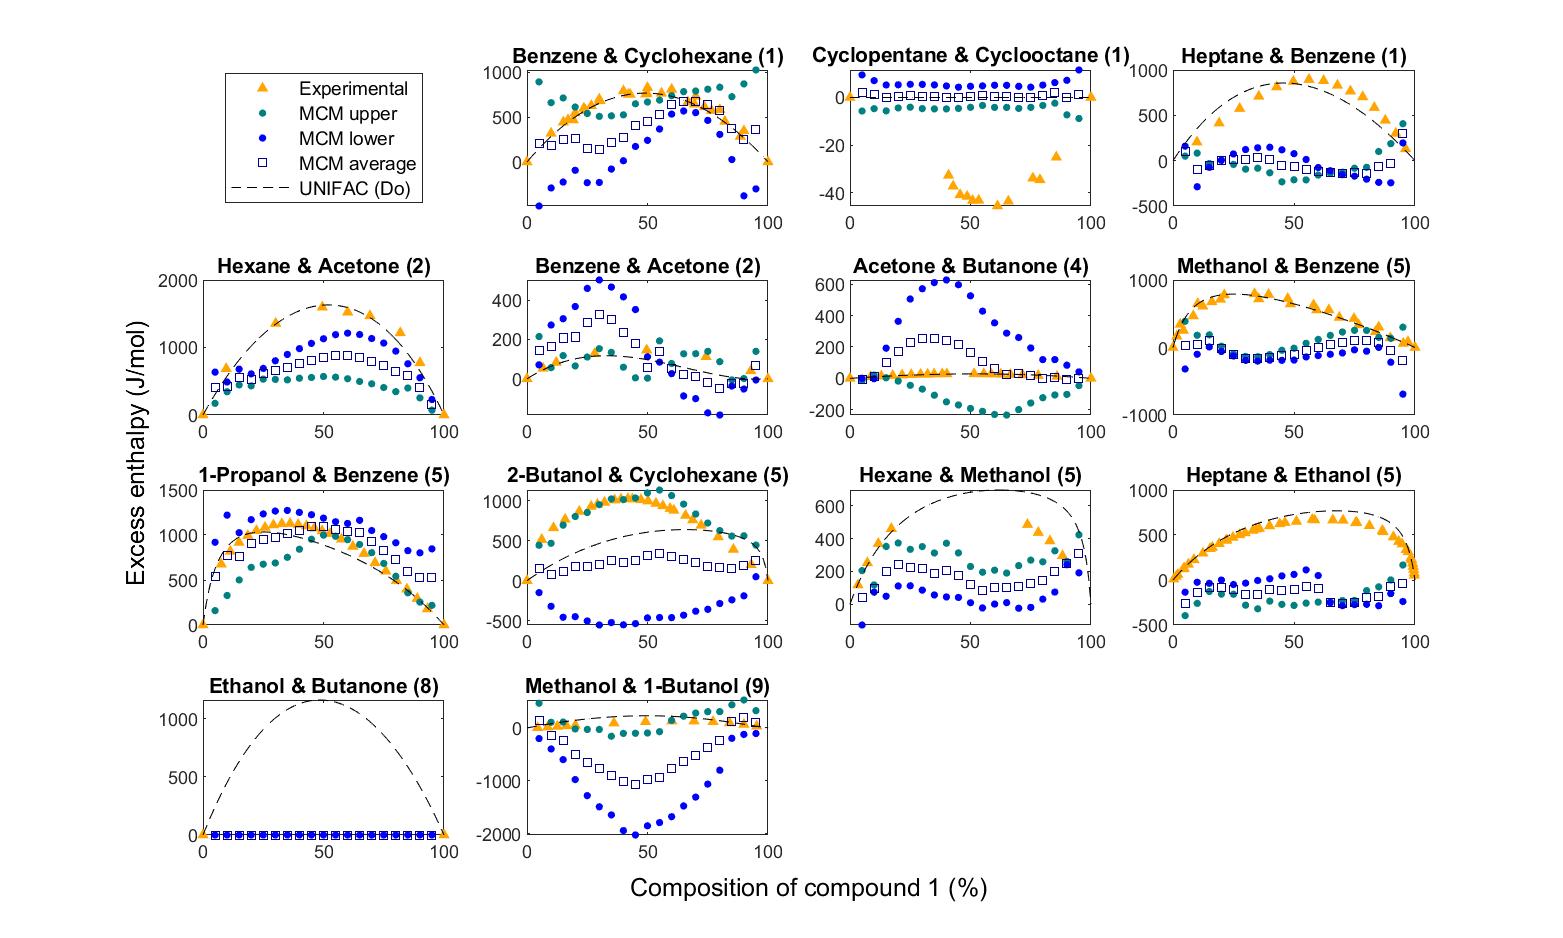 Experimental
MCM upper
MCM lower
MCM average
UNIFAC (Do)
Benzene & Cyclohexane (1)
1000
500
0
0 50 100
Cyclopentane & Cyclooctane (1)
0
-20
-40
0 50 100
Heptane & Benzene (1)
1000
500
0
-500
0 50 100
Hexane & Acetone (2)
2000
1000
0
0 50 100
Benzene & Acetone (2)
400
200
0
0 50 100
Acetone & Butanone (4)
600
400
200
0
-200
0 50 100
Methanol & Benzene (5)
1000
0
-1000
0 50 100
Excess enthalpy (J/mol)
1-Propanol & Benzene (5)
1500
1000
500
0
0 50 100
2-Butanol & Cyclohexane (5)
1000
500
0
-500
0 50 100
Hexane & Methanol (5)
600
400
200
0
0 50 100
Heptane & Ethanol (5)
1000
500
0
-500
0 50 100
Ethanol & Butanone (8)
1000
500
0
0 50 100
Methanol & 1-Butanol (9)
0
-1000
-2000
0 50 100
Composition of compound 1 (%)